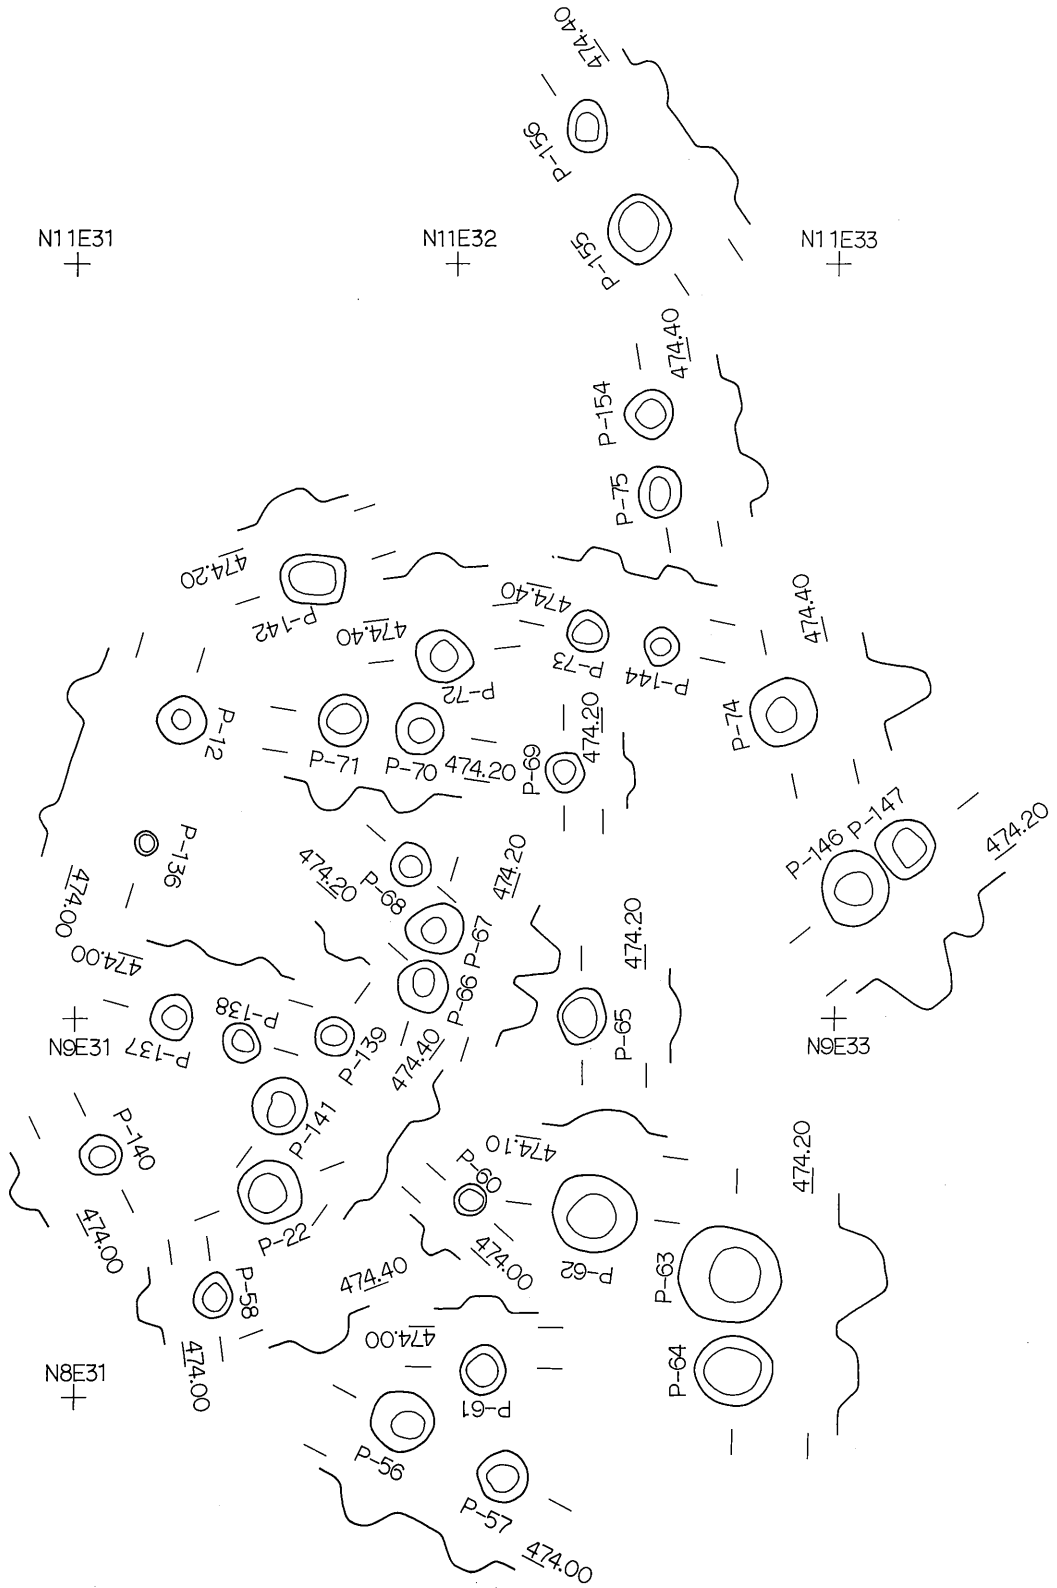 474.40
P-156
P-155
N11E31
N11E32
N11E33
474.40
P-154
P-75
474.20
P-142
474.40
474.40
P-73
P-144
474.40
P-72
P-12
P-71
P-70
474.20
P-69
474.20
P-74
P-136
474.00
474.20
P-68
474.20
P-67
P-66
474.20
P-146
P-147
474.20
474.00
P-137
P-138
P-139
474.40
P-65
N9E31
N9E33
P-140
P-141
474.00
P-22
P-60
474.10
474.20
474.00
P-62
P-63
P-58
474.40
474.00
N8E31
474.00
P-61
P-64
P-56
P-57
474.00